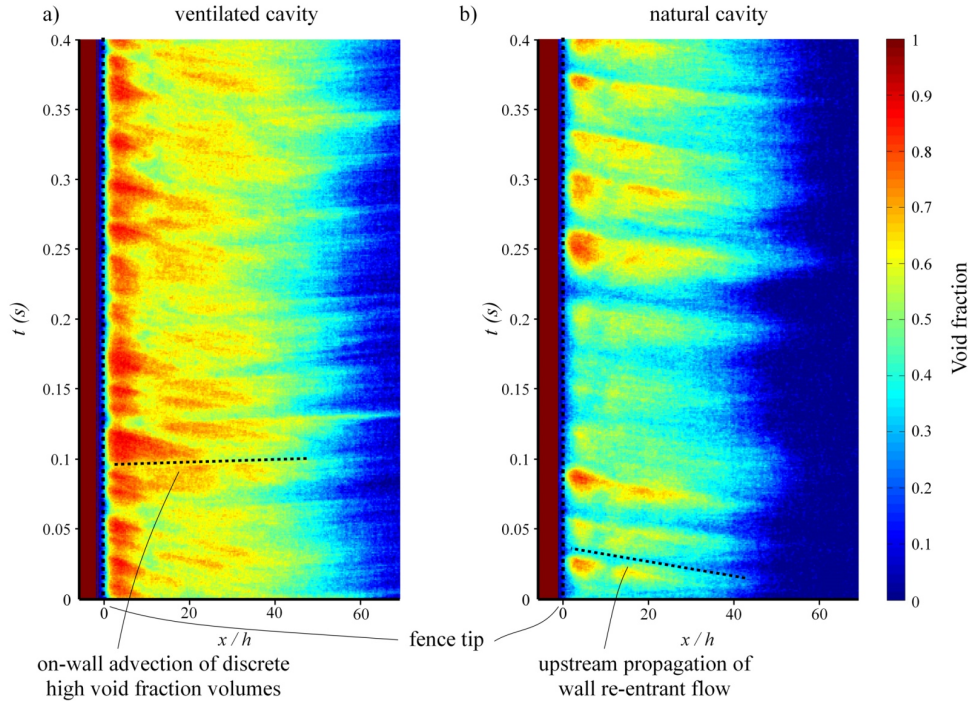 a)
ventilated cavity
b)
natural cavity
0.4
0.35
0.3
0.25
0.2
0.15
0.1
0.05
0
t (s)
0
20
40
60
x / h
0.4
0.35
0.3
0.25
0.2
0.15
0.1
0.05
0
t (s)
0
20
40
60
x / h
1
0.9
0.8
0.7
0.6
0.5
0.4
0.3
0.2
0.1
0
Void fraction
fence tip
on-wall advection of discrete
high void fraction volumes
upstream propagation of
wall re-entrant flow